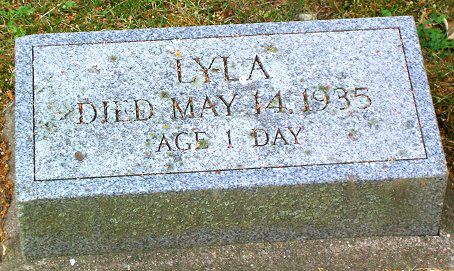 LYLA
DIED MAY 14, 1935
AGE 1 DAY